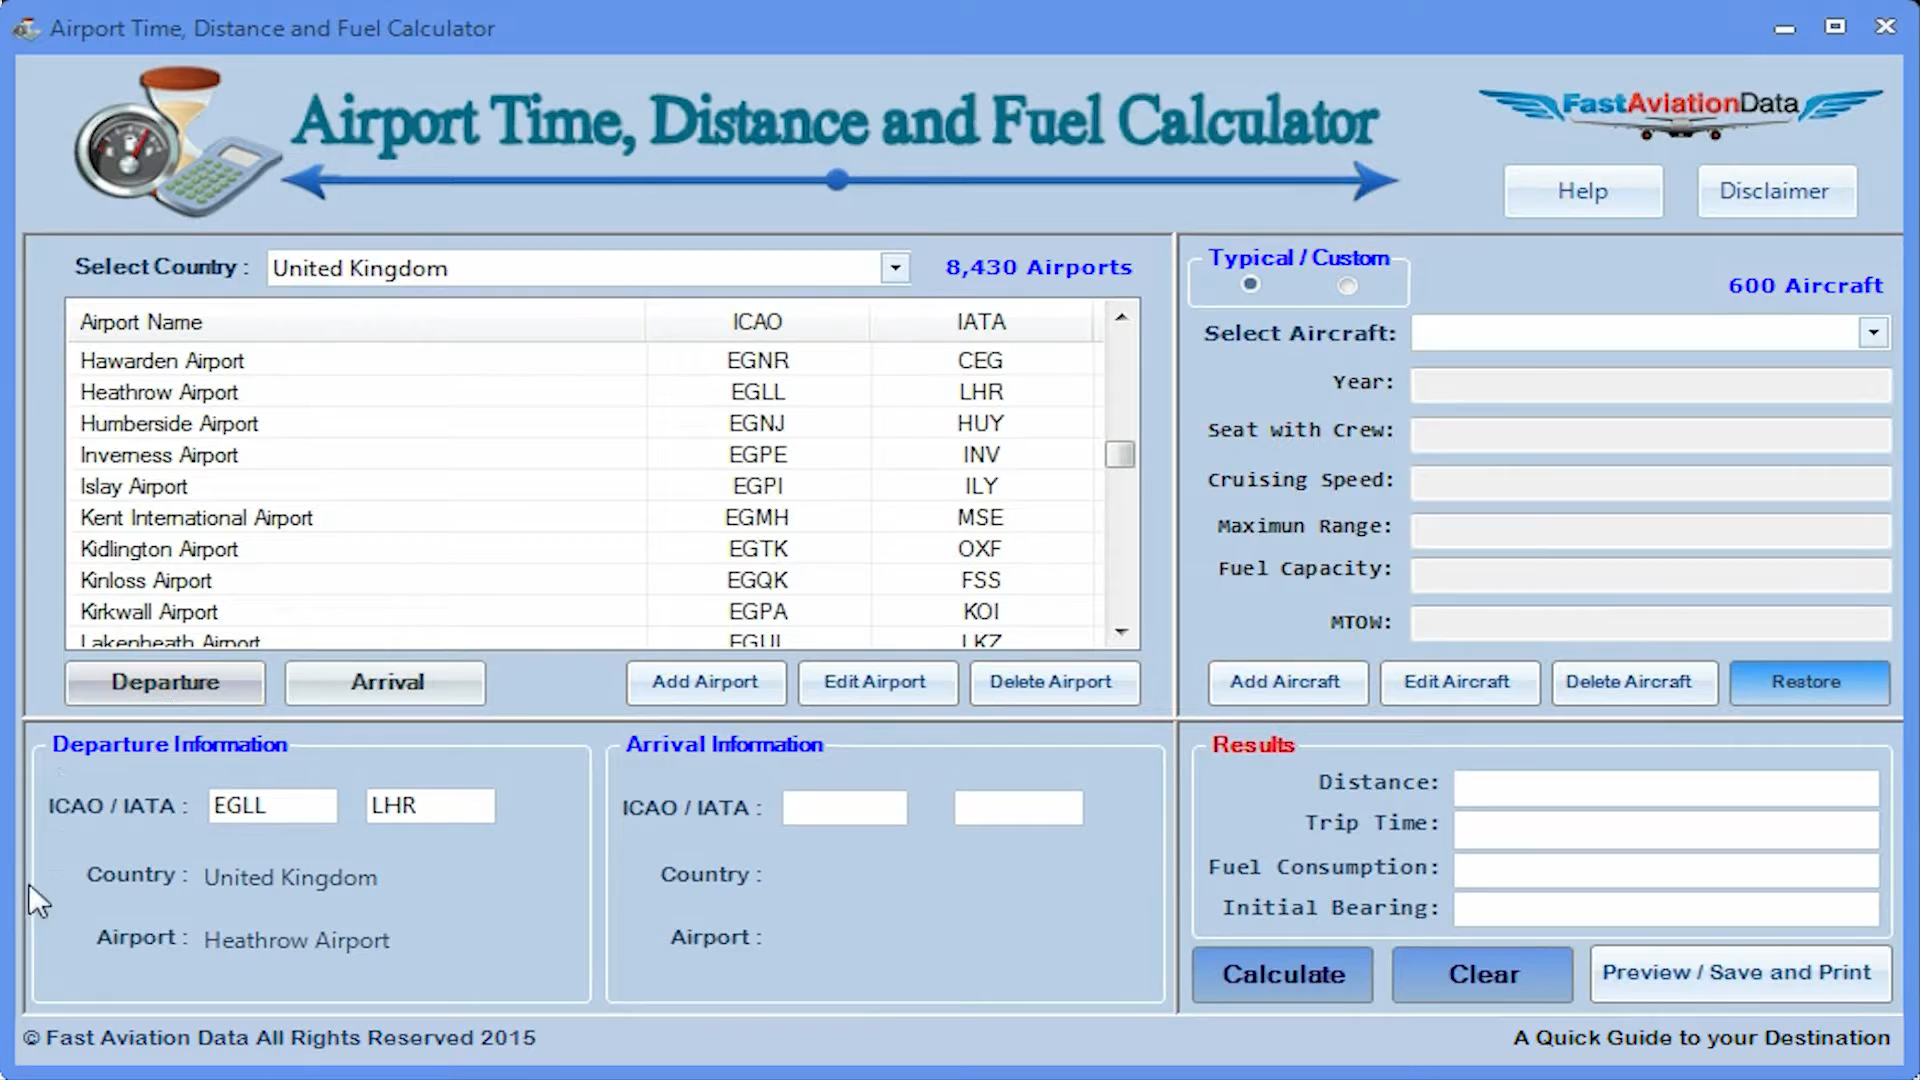 Airport Time, Distance and Fuel Calculator
Airport Time, Distance and Fuel Calculator
FastAviationData
Help
Disclaimer
Select Country :
United Kingdom
8,430 Airports
Airport Name ICAO IATA
Hawarden Airport EGNR CEG
Heathrow Airport EGLL LHR
Humberside Airport EGNJ HUY
Inverness Airport EGPE INV
Islay Airport EGPI ILY
Kent International Airport EGMH MSE
Kidlington Airport EGTK OXF
Kinloss Airport EGQK FSS
Kirkwall Airport EGPA KOI
Lakenheath Airport EGUL LKZ
Departure
Arrival
Add Airport
Edit Airport
Delete Airport
Typical / Custom
600 Aircraft
Select Aircraft:
Year:
Seat with Crew:
Cruising Speed:
Maximun Range:
Fuel Capacity:
MTOW:
Add Aircraft
Edit Aircraft
Delete Aircraft
Restore
Departure Information
ICAO / IATA : EGLL LHR
Country : United Kingdom
Airport : Heathrow Airport
Arrival Information
ICAO / IATA :
Country :
Airport :
Results
Distance:
Trip Time:
Fuel Consumption:
Initial Bearing:
Calculate
Clear
Preview / Save and Print
© Fast Aviation Data All Rights Reserved 2015
A Quick Guide to your Destination